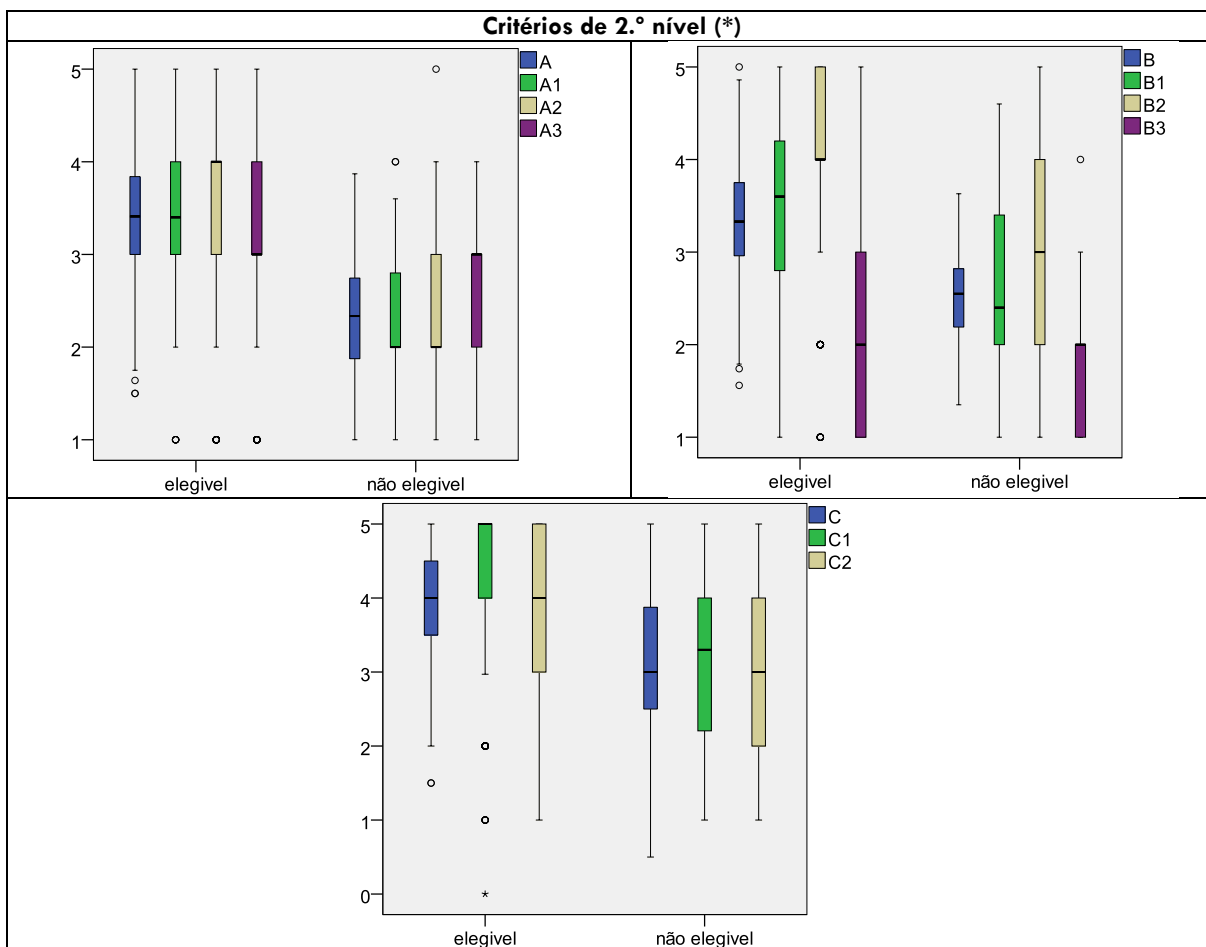 Critérios de 2.º nível (*)
5
4
3
2
1
elegivel
não elegivel
A
A1
A2
A3
5
4
3
2
1
elegivel
não elegivel
B
B1
B2
B3
5
4
3
2
1
0
elegivel
não elegivel
C
C1
C2